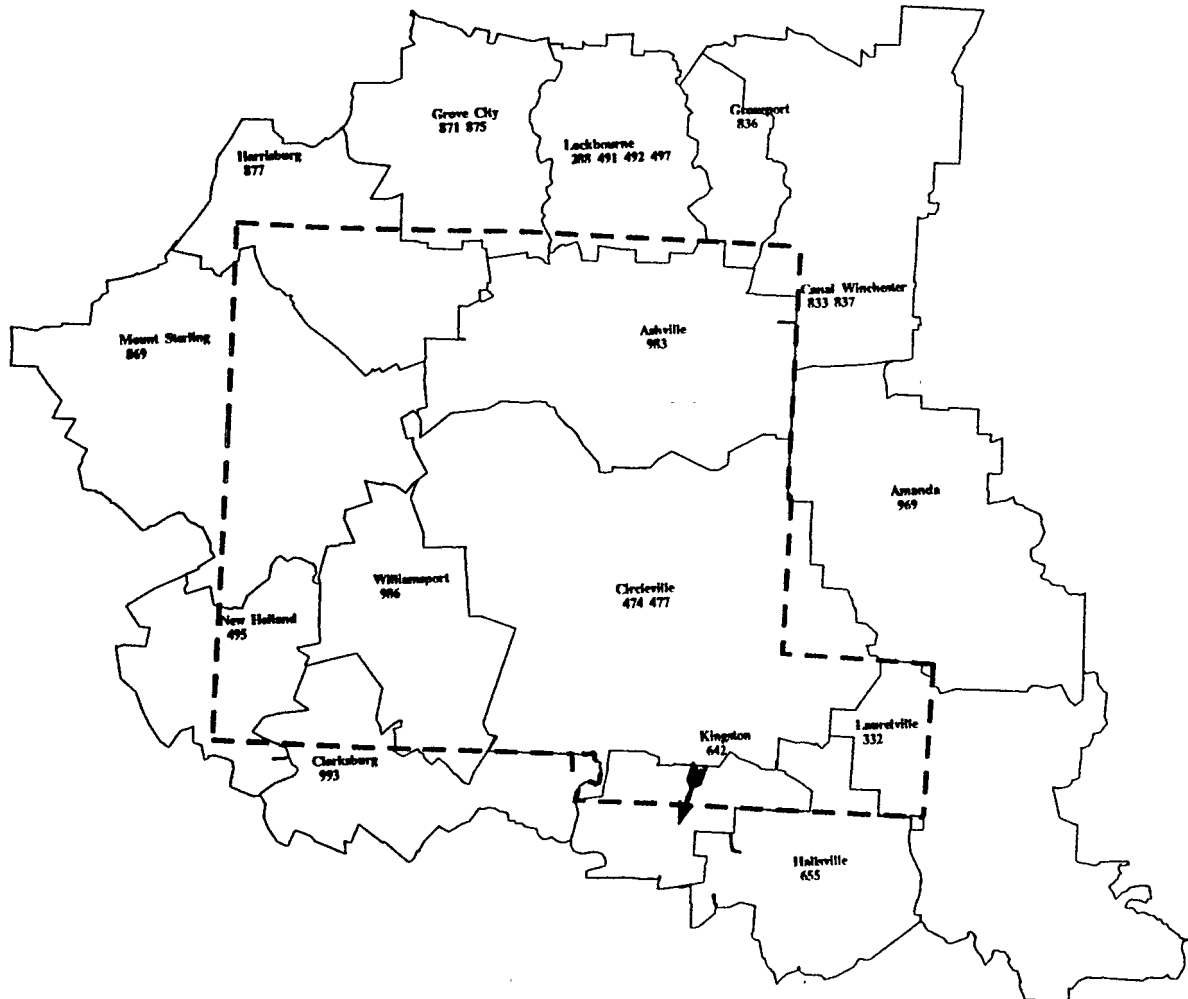 Grove City
871 875
Groveport
836
Lockbourne
288 491 492 497
Harrisburg
877
Canal Winchester
833 837
Ashville
983
Mount Sterling
869
Amanda
969
Williamsport
986
Circleville
474 477
New Holland
495
Laurelville
332
Kingston
642
Clarksburg
993
Hallsville
655